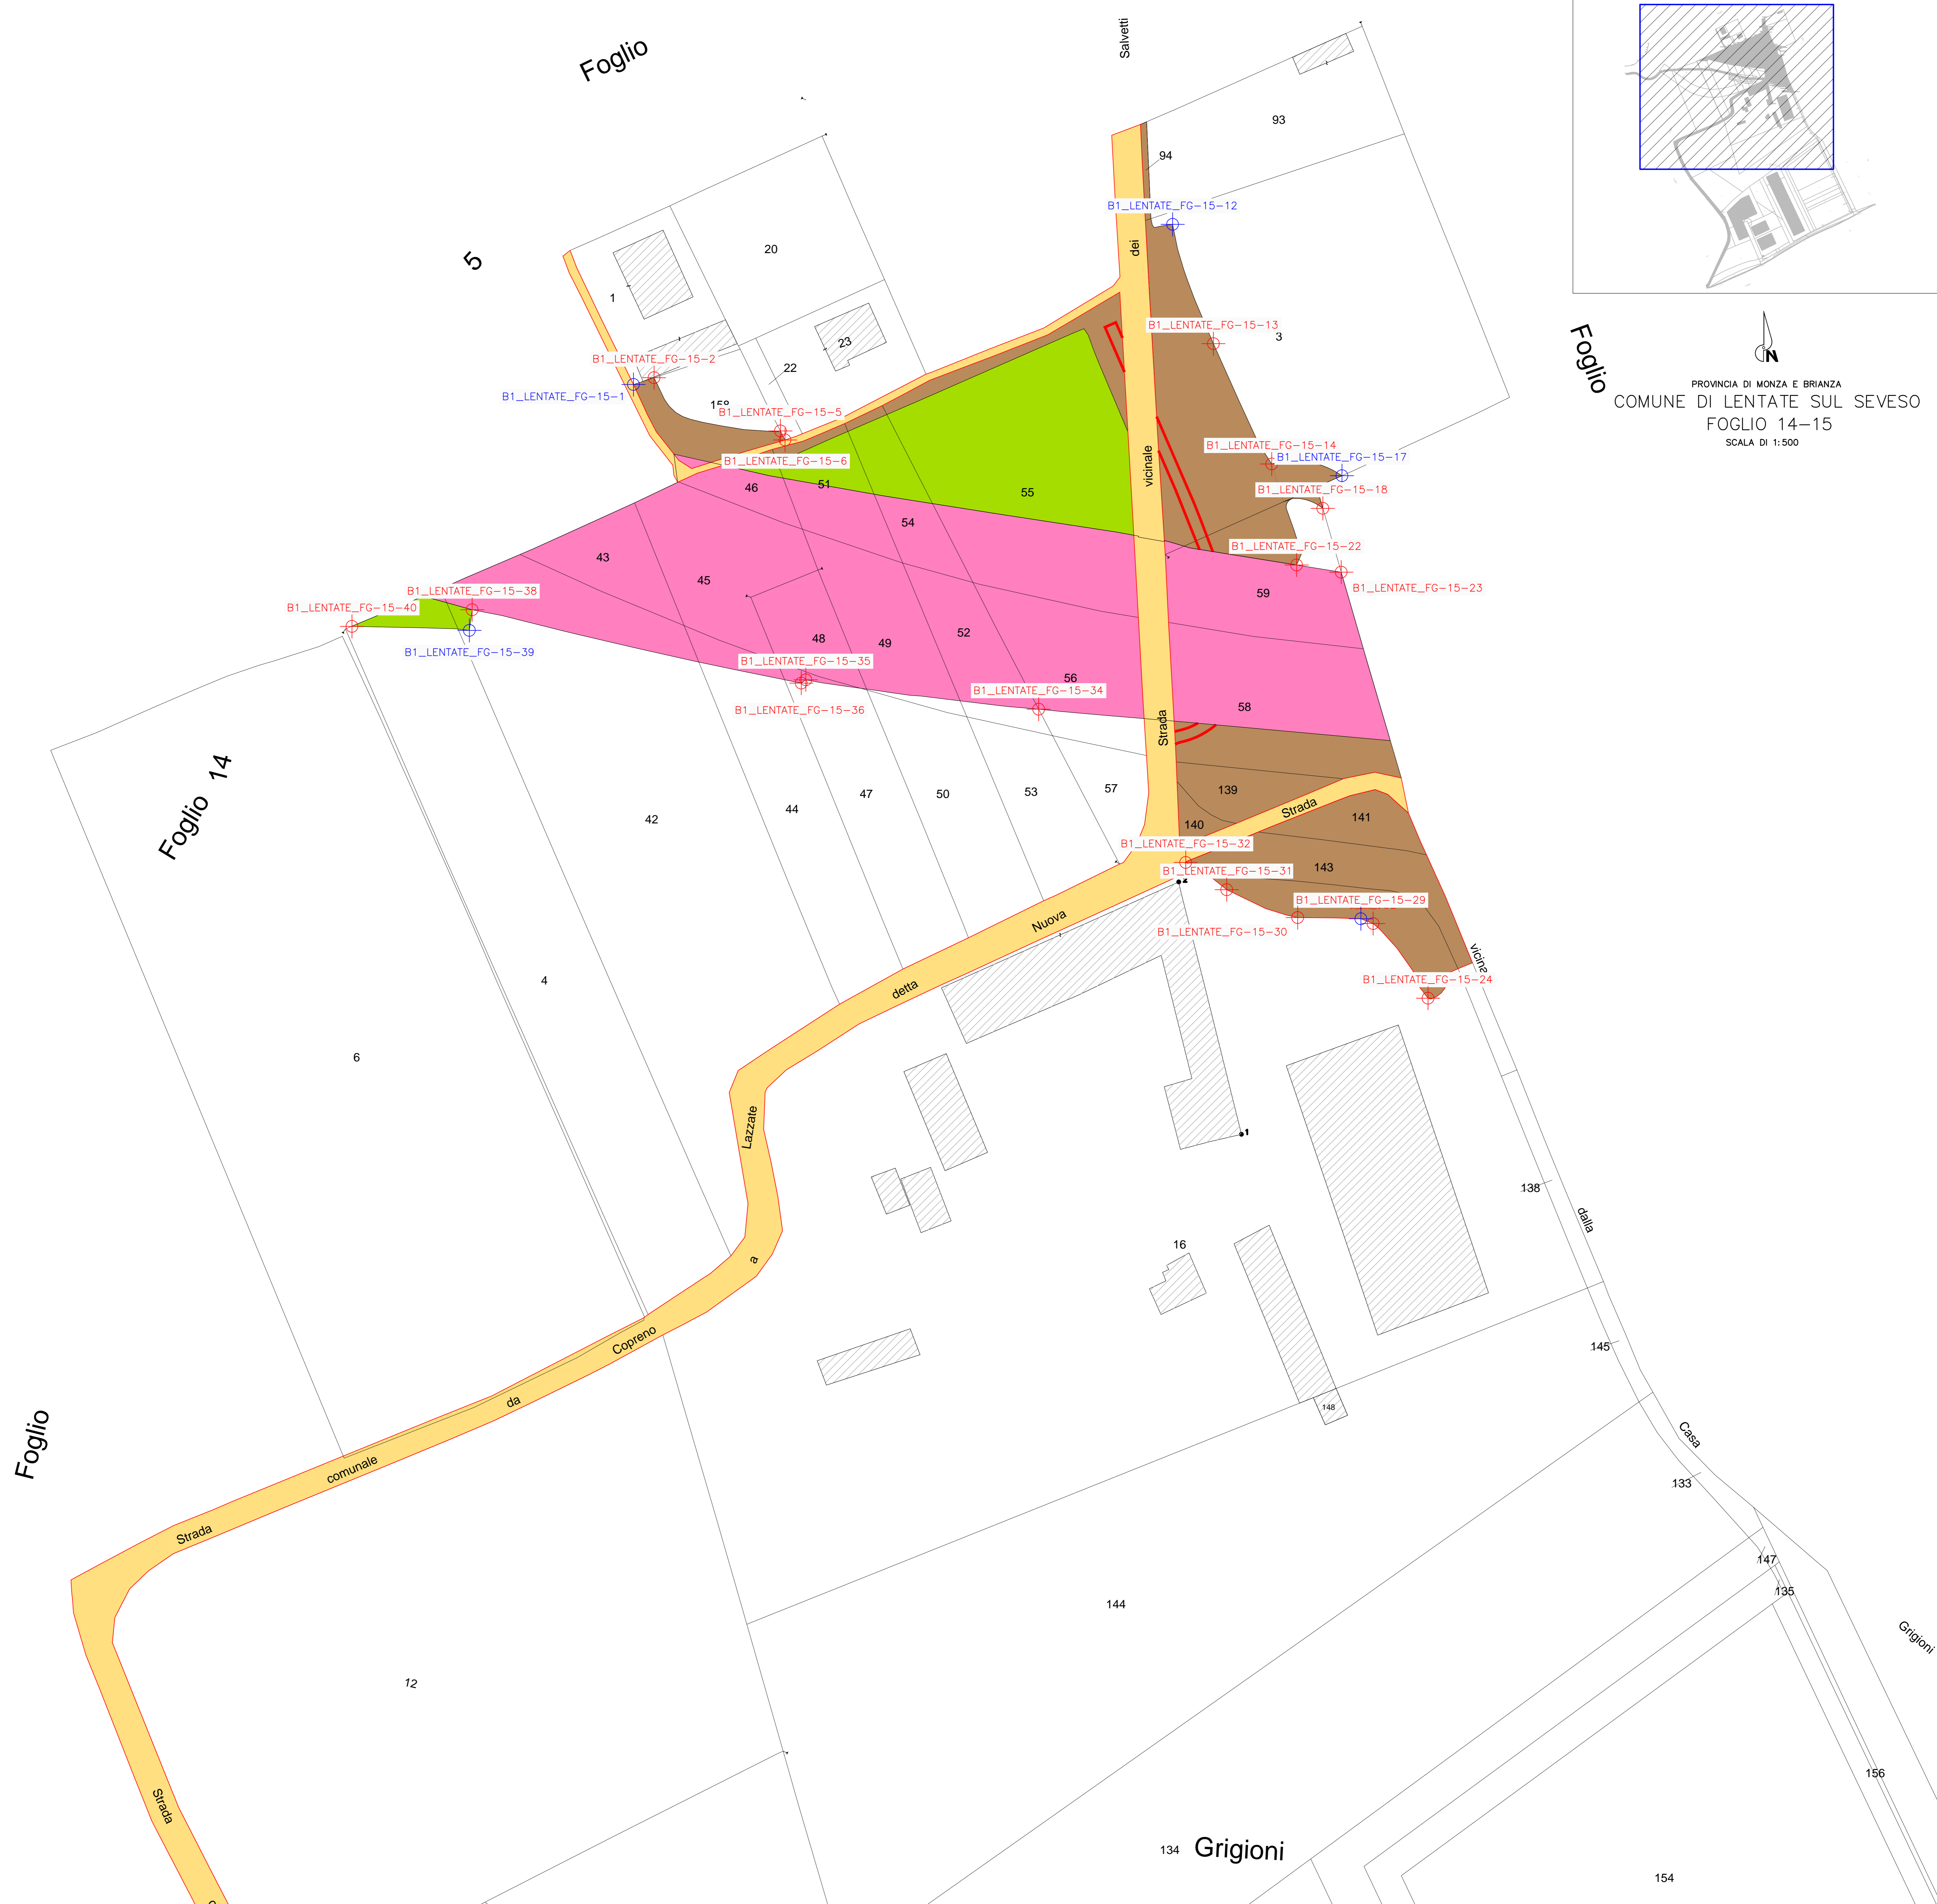 Foglio
5
Salvetti
93
94
B1_LENTATE_FG-15-12
dei
20
1
B1_LENTATE_FG-15-13
3
23
B1_LENTATE_FG-15-2
22
B1_LENTATE_FG-15-1
B1_LENTATE_FG-15-5
B1_LENTATE_FG-15-6
B1_LENTATE_FG-15-14
B1_LENTATE_FG-15-17
vicinale
B1_LENTATE_FG-15-18
46
51
55
54
B1_LENTATE_FG-15-22
B1_LENTATE_FG-15-23
43
45
59
B1_LENTATE_FG-15-38
B1_LENTATE_FG-15-40
B1_LENTATE_FG-15-39
48
49
52
B1_LENTATE_FG-15-35
B1_LENTATE_FG-15-36
56
B1_LENTATE_FG-15-34
58
Strada
Foglio
PROVINCIA DI MONZA E BRIANZA
COMUNE DI LENTATE SUL SEVESO
FOGLIO 14-15
SCALA DI 1:500
N
Foglio 14
42
44
47
50
53
57
139
Strada
140
141
B1_LENTATE_FG-15-32
143
B1_LENTATE_FG-15-31
2
B1_LENTATE_FG-15-29
B1_LENTATE_FG-15-30
B1_LENTATE_FG-15-24
Nuova
detta
4
6
Lazzate
1
138
dalla
16
a
145
148
Copreno
da
comunale
Strada
Foglio
Casa
133
147
135
144
Grigioni
12
156
Strada
134
Grigioni
154